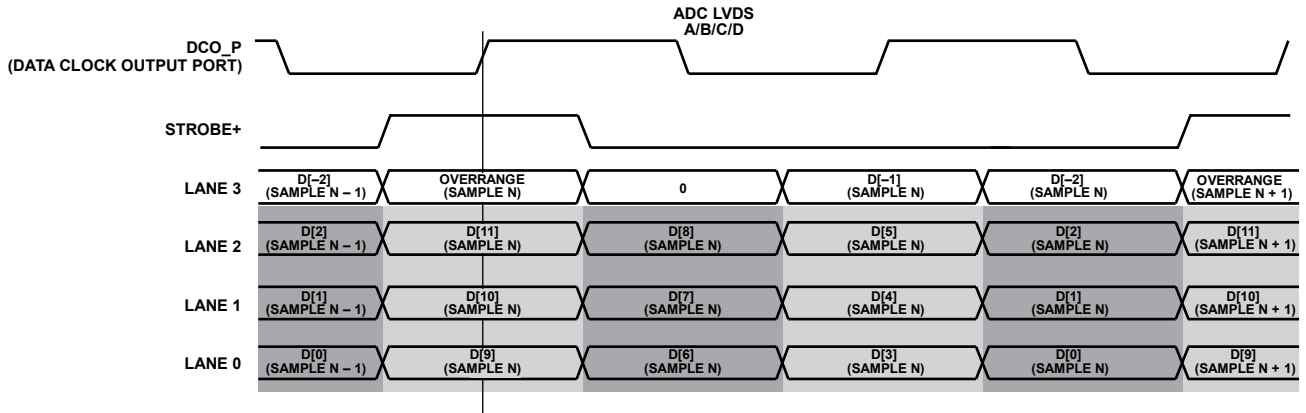 ADC LVDS
A/B/C/D
DCO_P
(DATA CLOCK OUTPUT PORT)
STROBE+
LANE 3
D[–2]
(SAMPLE N – 1)
OVERRANGE
(SAMPLE N)
0
D[–1]
(SAMPLE N)
D[–2]
(SAMPLE N)
OVERRANGE
(SAMPLE N + 1)
LANE 2
D[2]
(SAMPLE N – 1)
D[11]
(SAMPLE N)
D[8]
(SAMPLE N)
D[5]
(SAMPLE N)
D[2]
(SAMPLE N)
D[11]
(SAMPLE N + 1)
LANE 1
D[1]
(SAMPLE N – 1)
D[10]
(SAMPLE N)
D[7]
(SAMPLE N)
D[4]
(SAMPLE N)
D[1]
(SAMPLE N)
D[10]
(SAMPLE N + 1)
LANE 0
D[0]
(SAMPLE N – 1)
D[9]
(SAMPLE N)
D[6]
(SAMPLE N)
D[3]
(SAMPLE N)
D[0]
(SAMPLE N)
D[9]
(SAMPLE N + 1)